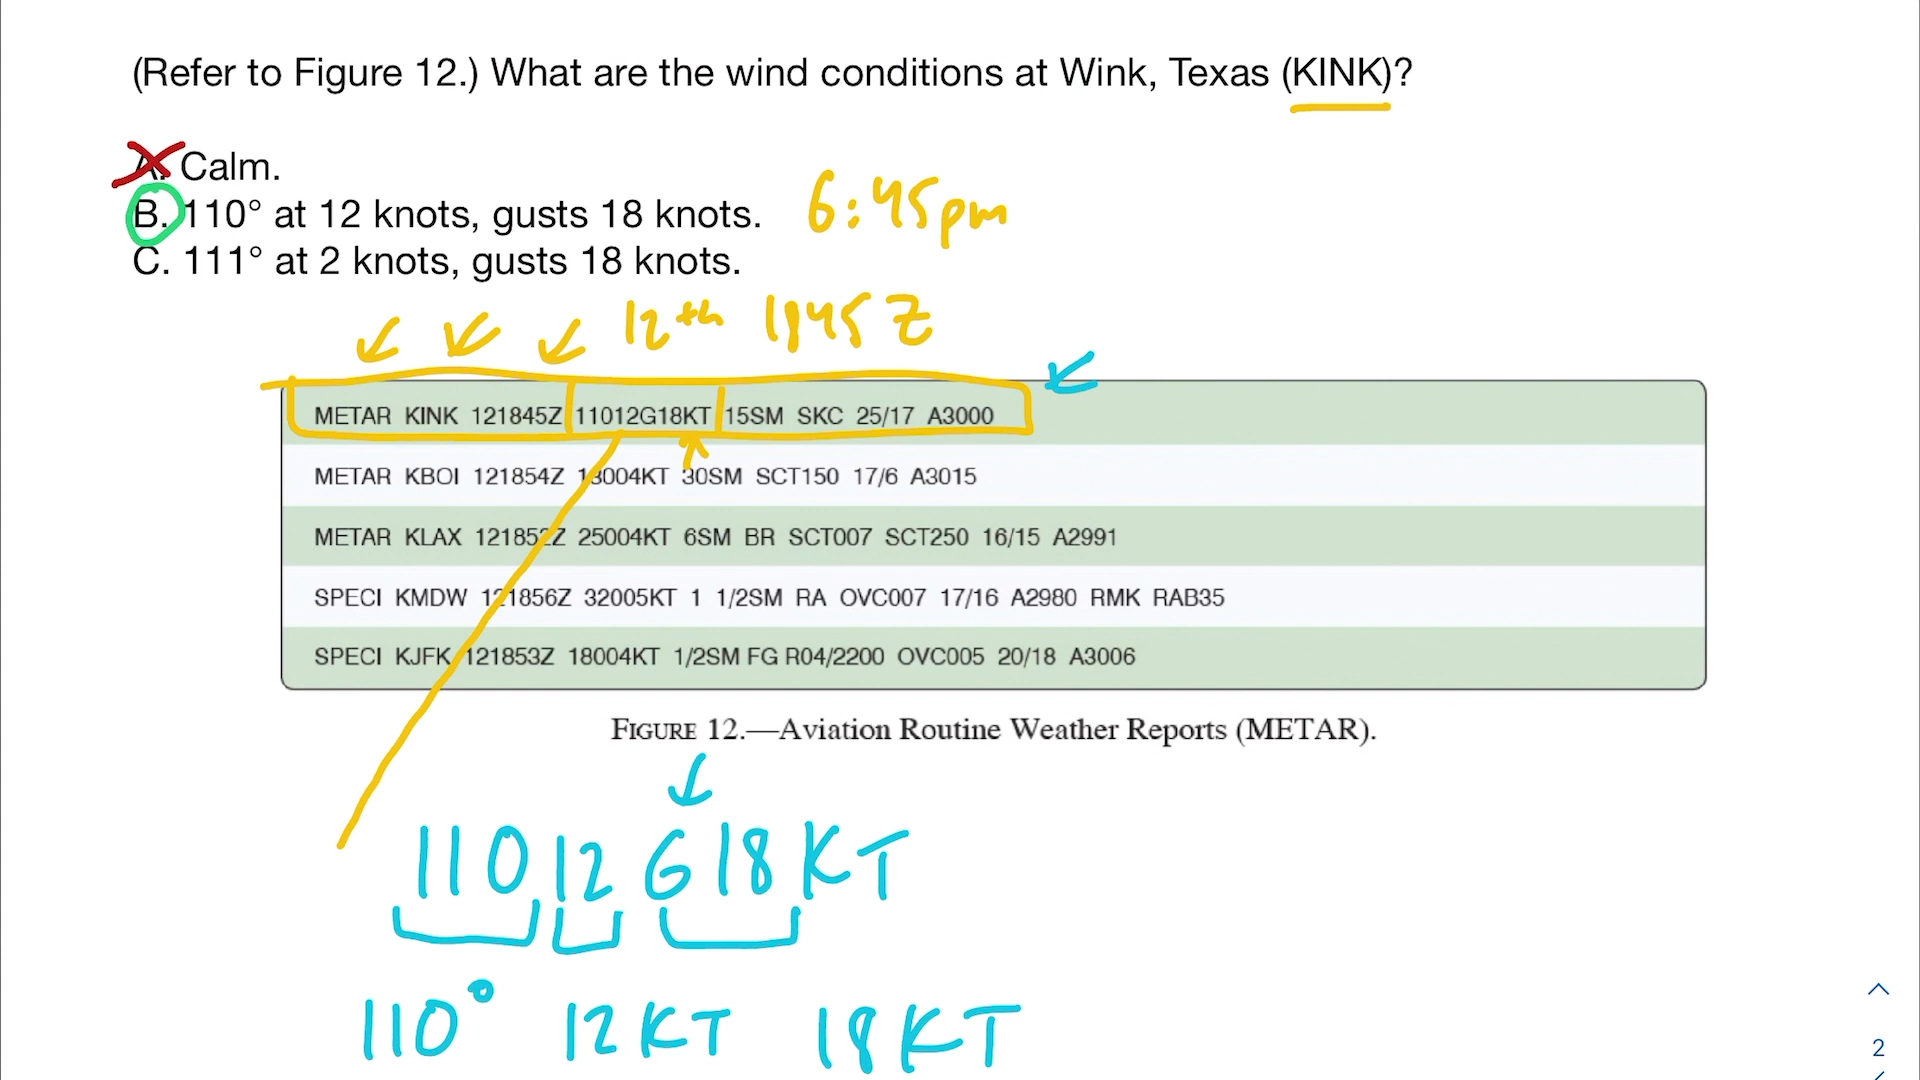 (Refer to Figure 12.) What are the wind conditions at Wink, Texas (KINK)?
A. Calm.
B. 110° at 12 knots, gusts 18 knots.
6:45pm
C. 111° at 2 knots, gusts 18 knots.
12th 1845 Z
METAR KINK 121845Z 11012G18KT 15SM SKC 25/17 A3000
METAR KBOI 121854Z 13004KT 30SM SCT150 17/6 A3015
METAR KLAX 121852Z 25004KT 6SM BR SCT007 SCT250 16/15 A2991
SPECI KMDW 121856Z 32005KT 1 1/2SM RA OVC007 17/16 A2980 RMK RAB35
SPECI KJFK 121853Z 18004KT 1/2SM FG R04/2200 OVC005 20/18 A3006
FIGURE 12.—Aviation Routine Weather Reports (METAR).
110 12 G 18 KT
110° 12KT 18KT
2